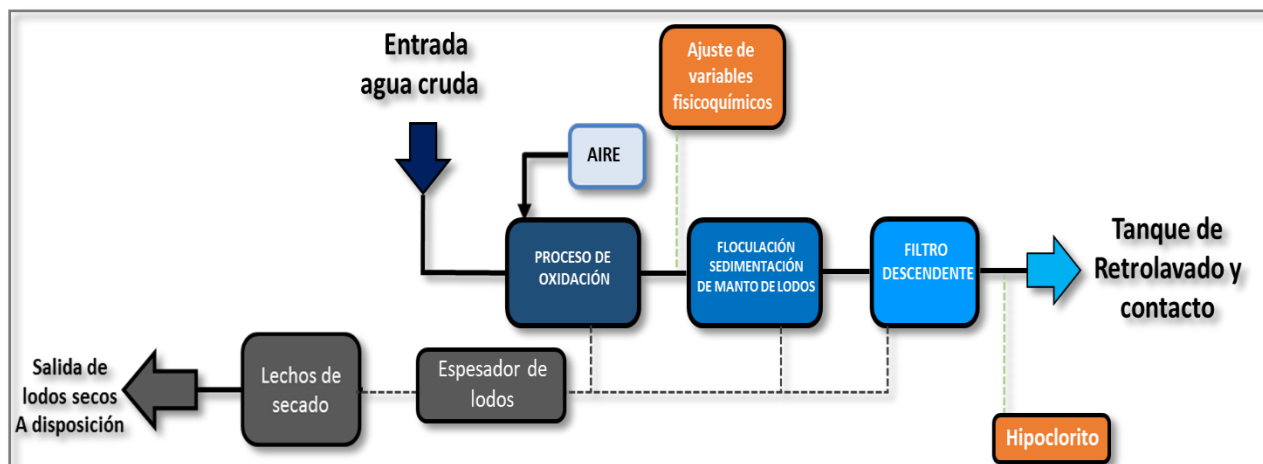 Entrada
agua cruda
Ajuste de
variables
fisicoquímicos
AIRE
PROCESO DE
OXIDACIÓN
FLOCULACIÓN
SEDIMENTACIÓN
DE MANTO DE LODOS
FILTRO
DESCENDENTE
Tanque de
Retrolavado y
contacto
Salida de
lodos secos
A disposición
Lechos de
secado
Espesador de
lodos
Hipoclorito